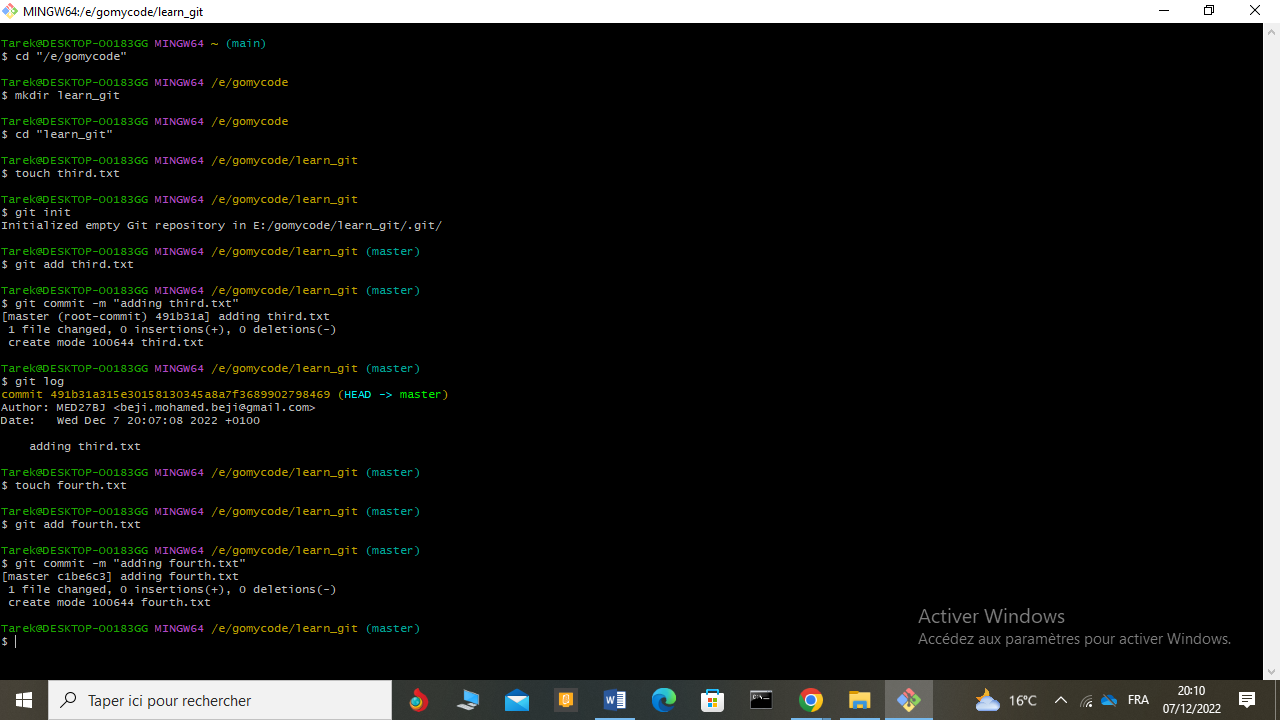 MINGW64:/e/gomycode/learn_git
Tarek@DESKTOP-O0183GG MINGW64 ~ (main)
$ cd "/e/gomycode"
Tarek@DESKTOP-O0183GG MINGW64 /e/gomycode
$ mkdir learn_git
Tarek@DESKTOP-O0183GG MINGW64 /e/gomycode
$ cd "learn_git"
Tarek@DESKTOP-O0183GG MINGW64 /e/gomycode/learn_git
$ touch third.txt
Tarek@DESKTOP-O0183GG MINGW64 /e/gomycode/learn_git
$ git init
Initialized empty Git repository in E:/gomycode/learn_git/.git/
Tarek@DESKTOP-O0183GG MINGW64 /e/gomycode/learn_git (master)
$ git add third.txt
Tarek@DESKTOP-O0183GG MINGW64 /e/gomycode/learn_git (master)
$ git commit -m "adding third.txt"
[master (root-commit) 491b31a] adding third.txt
1 file changed, 0 insertions(+), 0 deletions(-)
create mode 100644 third.txt
Tarek@DESKTOP-O0183GG MINGW64 /e/gomycode/learn_git (master)
$ git log
commit 491b31a315e30158130345a8a7f3689902798469 (HEAD -> master)
Author: MED27BJ <beji.mohamed.beji@gmail.com>
Date:   Wed Dec 7 20:07:08 2022 +0100
adding third.txt
Tarek@DESKTOP-O0183GG MINGW64 /e/gomycode/learn_git (master)
$ touch fourth.txt
Tarek@DESKTOP-O0183GG MINGW64 /e/gomycode/learn_git (master)
$ git add fourth.txt
Tarek@DESKTOP-O0183GG MINGW64 /e/gomycode/learn_git (master)
$ git commit -m "adding fourth.txt"
[master c1be6c3] adding fourth.txt
1 file changed, 0 insertions(+), 0 deletions(-)
create mode 100644 fourth.txt
Tarek@DESKTOP-O0183GG MINGW64 /e/gomycode/learn_git (master)
$
Activer Windows
Accédez aux paramètres pour activer Windows.
Taper ici pour rechercher
16°C
FRA
20:10
07/12/2022